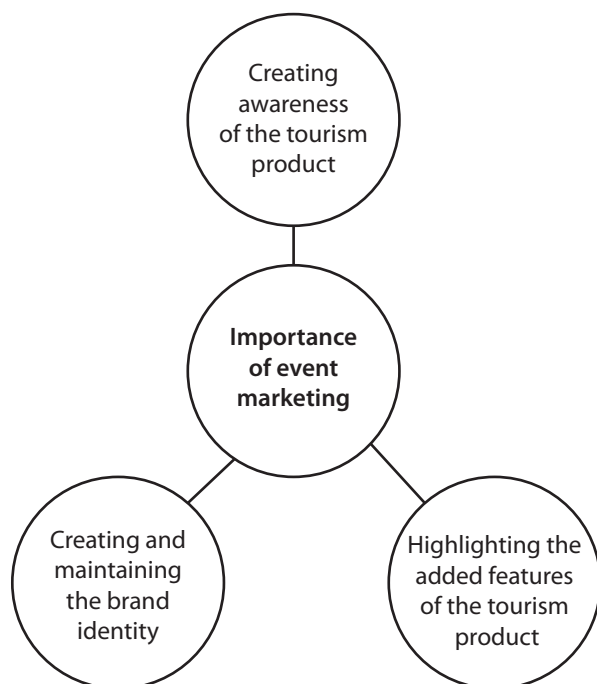 Creating
awareness
of the tourism
product
Importance
of event
marketing
Creating and
maintaining
the brand
identity
Highlighting the
added features
of the tourism
product